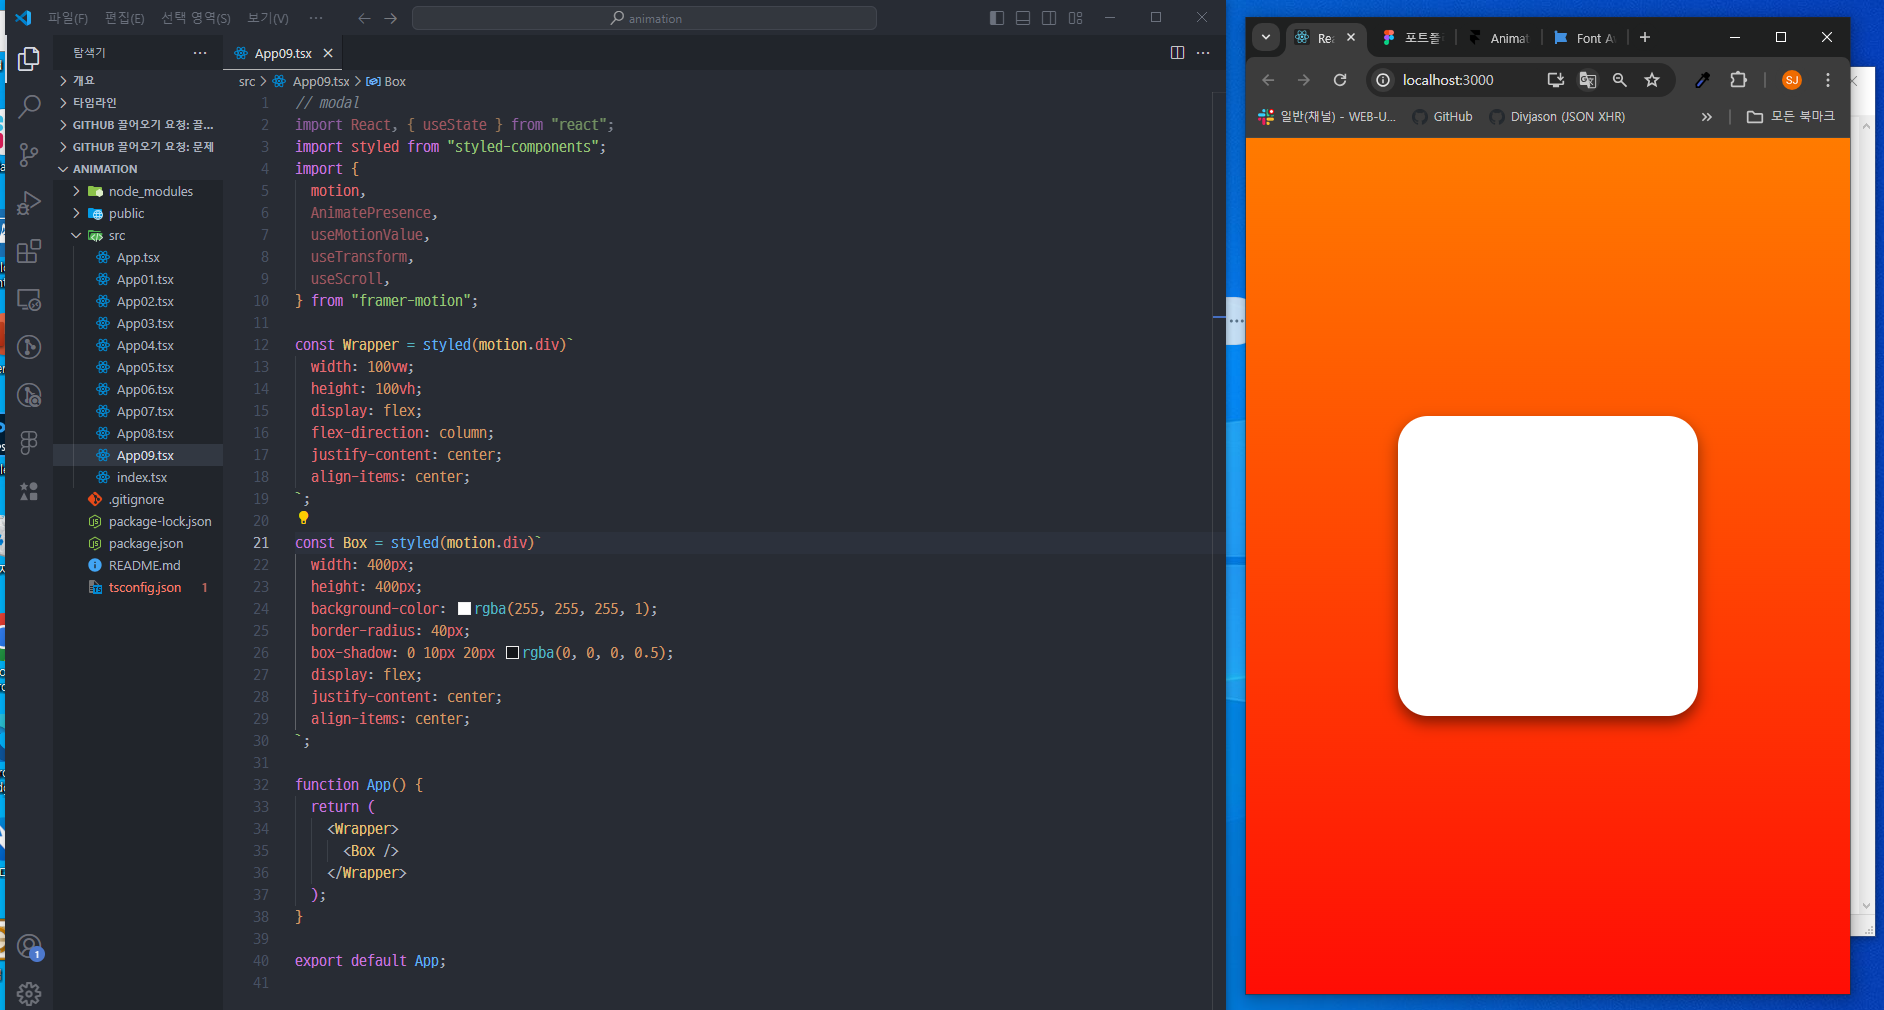 파일(F) 편집(E) 선택 영역(S) 보기(V) ···
animation
탐색기
개요
타임라인
GITHUB 끌어오기 요청: 끌...
GITHUB 끌어오기 요청: 문제
ANIMATION
node_modules
public
src
App.tsx
App01.tsx
App02.tsx
App03.tsx
App04.tsx
App05.tsx
App06.tsx
App07.tsx
App08.tsx
App09.tsx
index.tsx
.gitignore
package-lock.json
package.json
README.md
tsconfig.json 1
1
App09.tsx
src > App09.tsx > Box
1 // modal
2 import React, { useState } from "react";
3 import styled from "styled-components";
4 import {
5 motion,
6 AnimatePresence,
7 useMotionValue,
8 useTransform,
9 useScroll,
10 } from "framer-motion";
11
12 const Wrapper = styled(motion.div)`
13 width: 100vw;
14 height: 100vh;
15 display: flex;
16 flex-direction: column;
17 justify-content: center;
18 align-items: center;
19 `;
20
21 const Box = styled(motion.div)`
22 width: 400px;
23 height: 400px;
24 background-color: rgba(255, 255, 255, 1);
25 border-radius: 40px;
26 box-shadow: 0 10px 20px rgba(0, 0, 0, 0.5);
27 display: flex;
28 justify-content: center;
29 align-items: center;
30 `;
31
32 function App() {
33 return (
34 <Wrapper>
35 <Box />
36 </Wrapper>
37 );
38 }
39
40 export default App;
41
Rea 포트폴 Animat Font A
localhost:3000
SJ
일반(채널) - WEB-U... GitHub Divjason (JSON XHR) » 모든 북마크